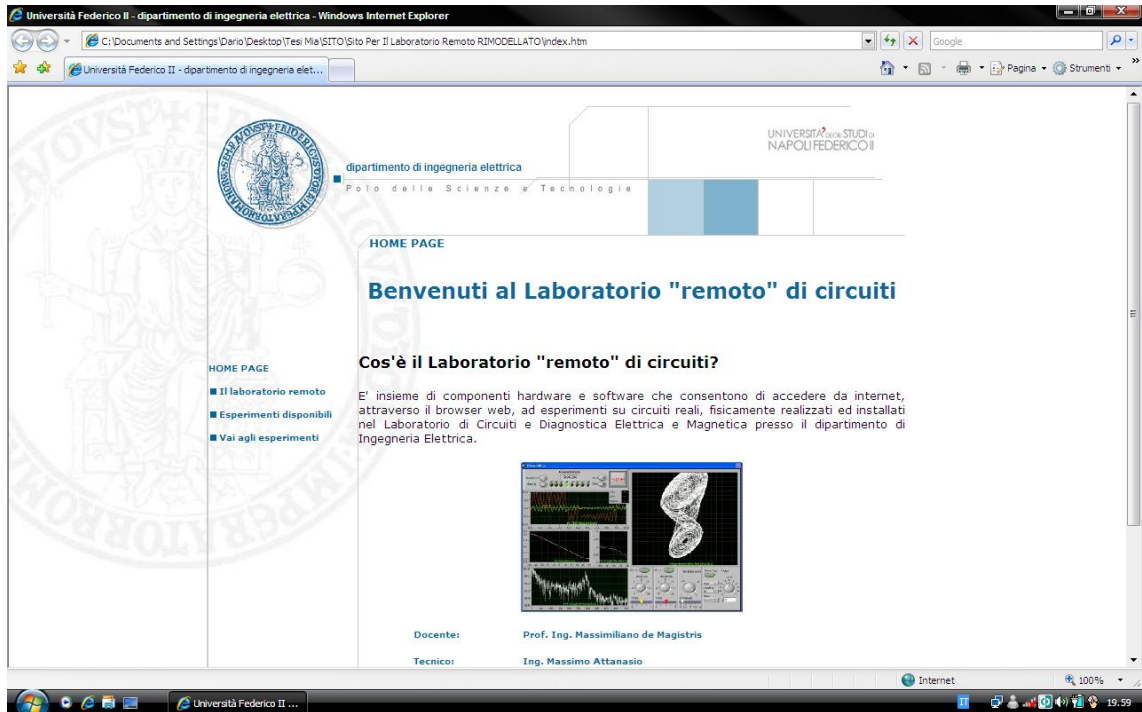 Università Federico II - dipartimento di ingegneria elettrica - Windows Internet Explorer
C:\Documents and Settings\Dario\Desktop\Tesi Mia\SITO\Sito Per Il Laboratorio Remoto RIMODELLATO\index.htm
Google
Università Federico II - dipartimento di ingegneria elet...
Pagina
Strumenti
UNIVERSITÀ DEGLI STUDI DI
NAPOLI FEDERICO II
dipartimento di ingegneria elettrica
Polo delle Scienze e Tecnologie
HOME PAGE
Benvenuti al Laboratorio "remoto" di circuiti
HOME PAGE
Il laboratorio remoto
Esperimenti disponibili
Vai agli esperimenti
Cos'è il Laboratorio "remoto" di circuiti?
E' insieme di componenti hardware e software che consentono di accedere da internet,
attraverso il browser web, ad esperimenti su circuiti reali, fisicamente realizzati ed installati
nel Laboratorio di Circuiti e Diagnostica Elettrica e Magnetica presso il dipartimento di
Ingegneria Elettrica.
Docente: Prof. Ing. Massimiliano de Magistris
Tecnico: Ing. Massimo Attanasio
Internet
100%
Università Federico II ...
IT
19.59